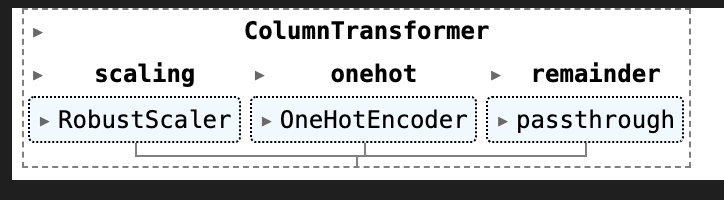 ColumnTransformer
scaling onehot remainder
RobustScaler OneHotEncoder passthrough